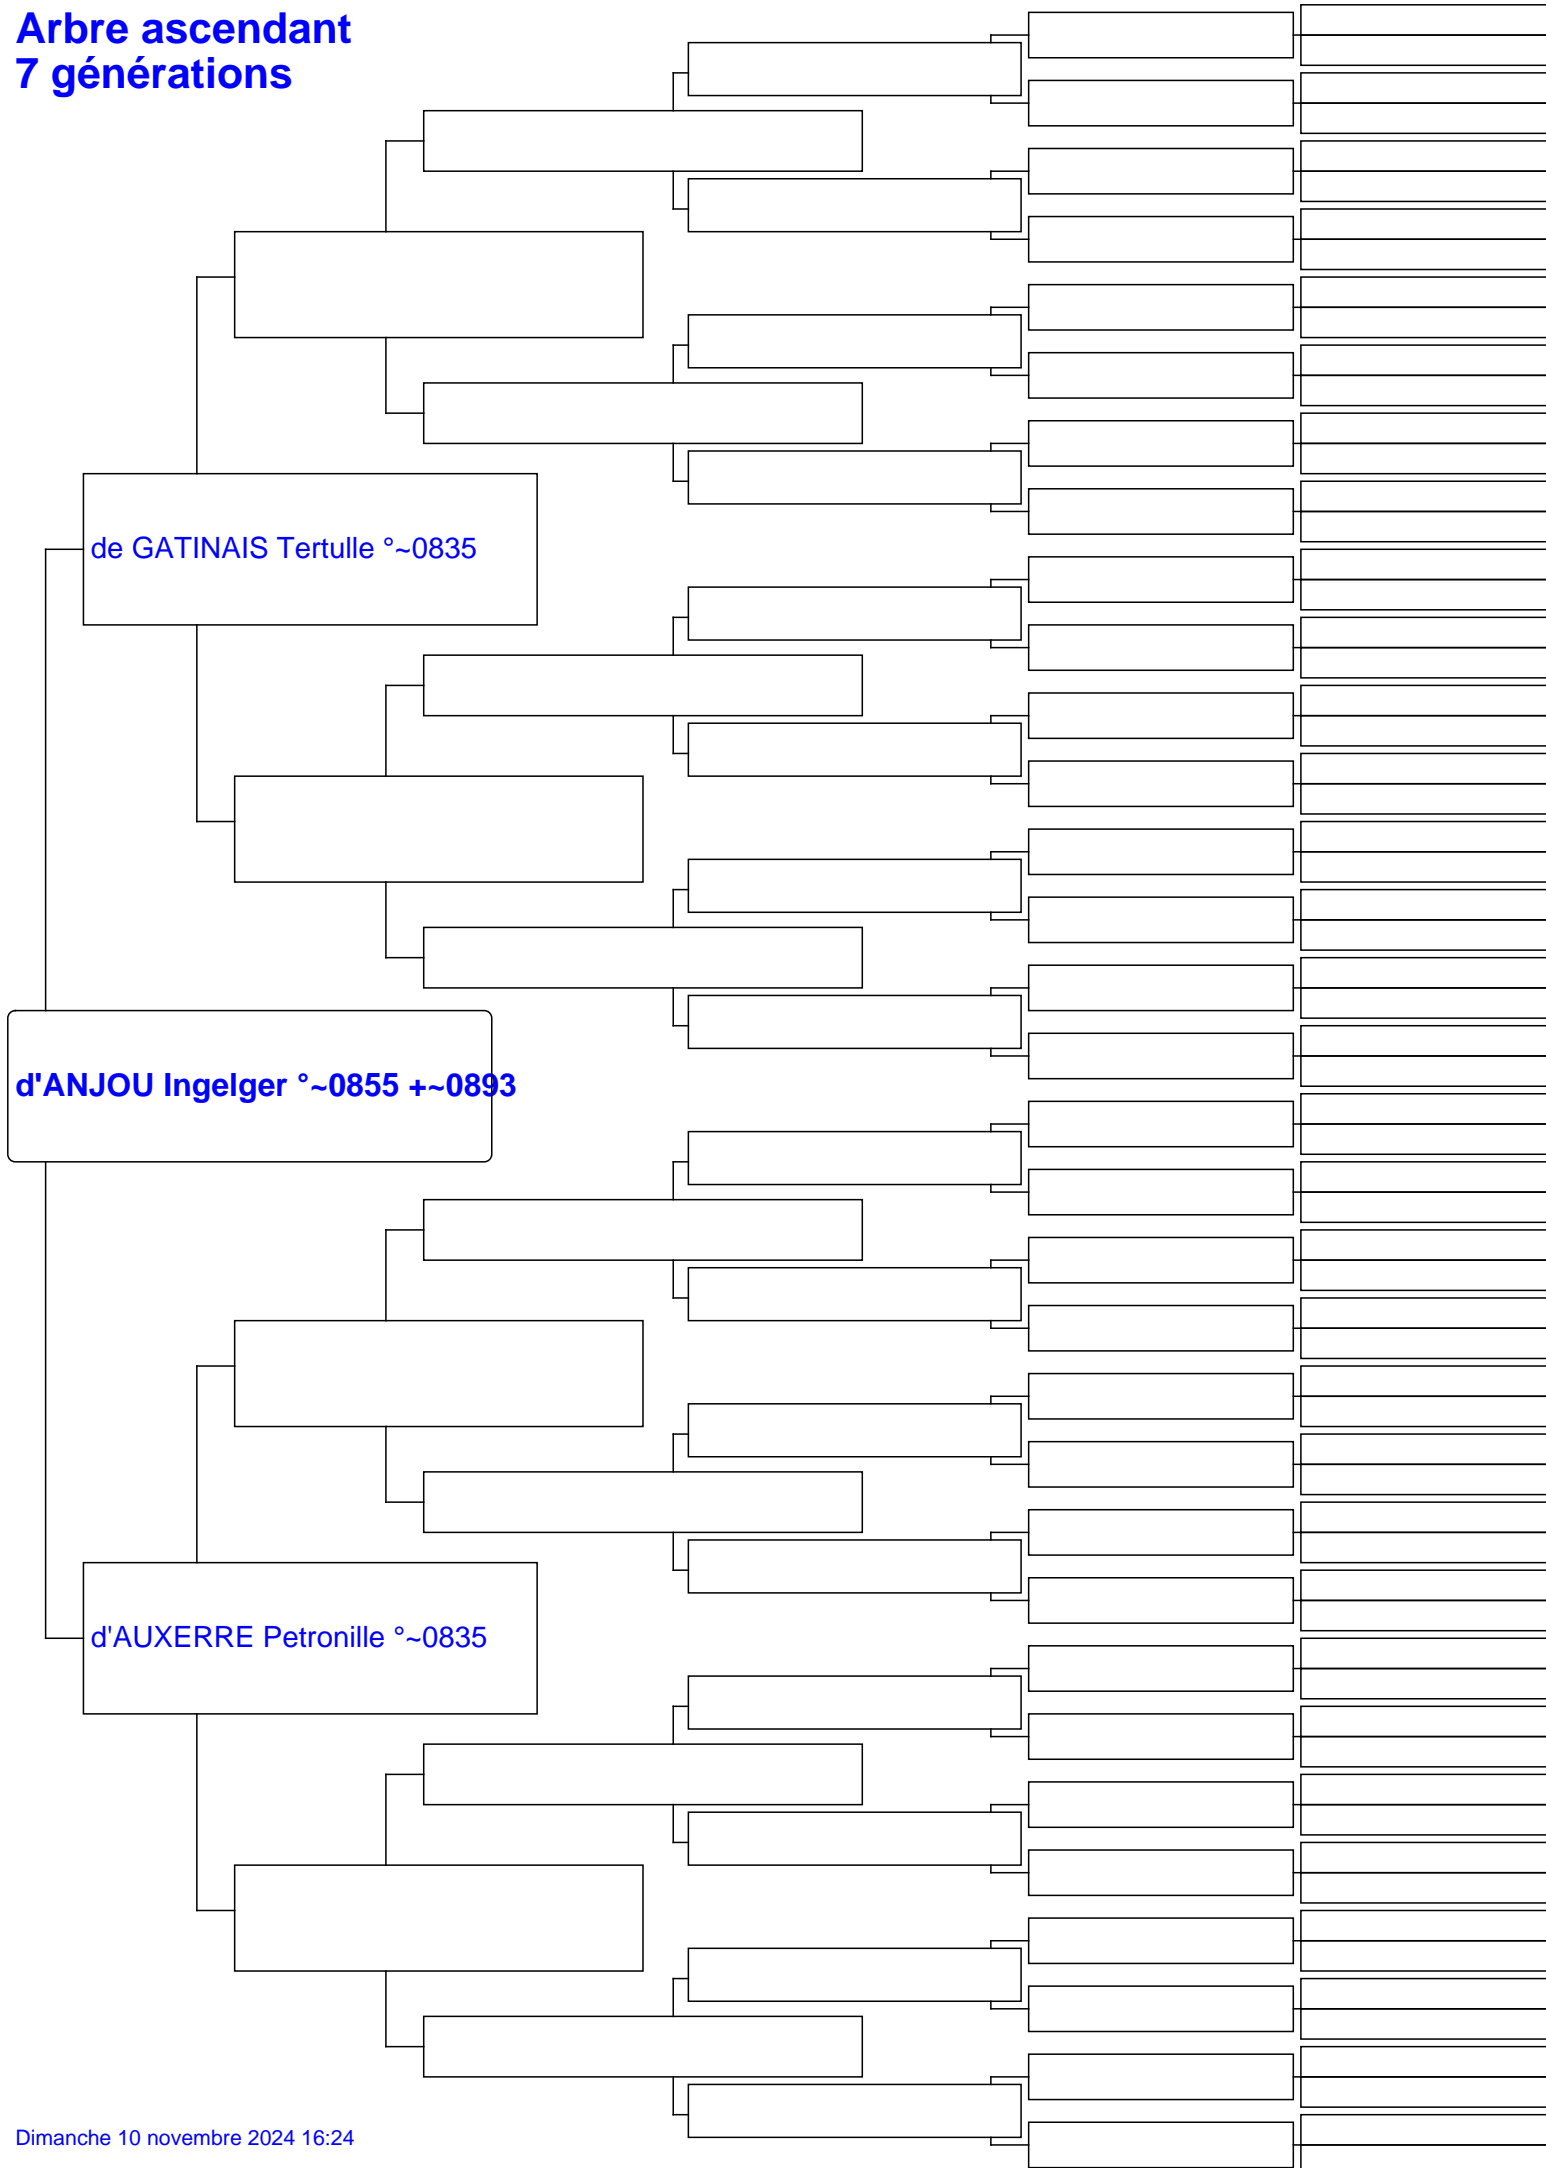 Arbre ascendant
7 générations
de GATINAIS Tertulle °~0835
d'ANJOU Ingelger °~0855 +~0893
d'AUXERRE Petronille °~0835
Dimanche 10 novembre 2024 16:24